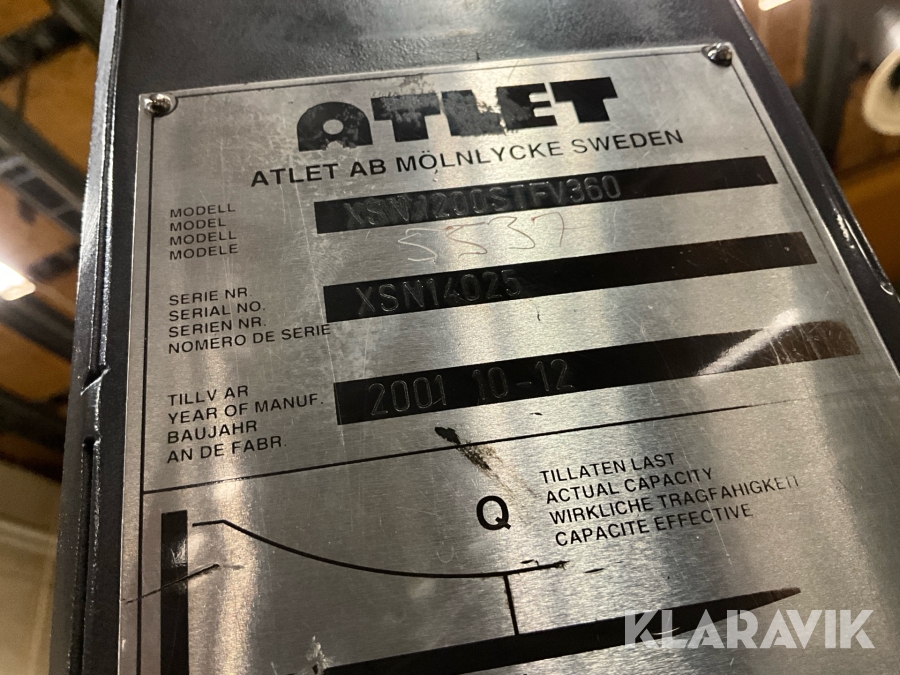 ATLET
ATLET AB MÖLNLYCKE SWEDEN
MODELL
MODEL
MODELL
MODELE
XSN1200STFV360
5537
SERIE NR.
SERIAL NO.
SERIEN NR.
NOMÉRO DE SERIE
XSN14025
TILLV AR
YEAR OF MANUF.
BAUJAHR
AN DE FABR.
2001 10-12
Q
TILLATEN LAST
ACTUAL CAPACITY
WIRKLICHE TRAGFAHIGKEIT
CAPACITE EFFECTIVE
KLARAVIK